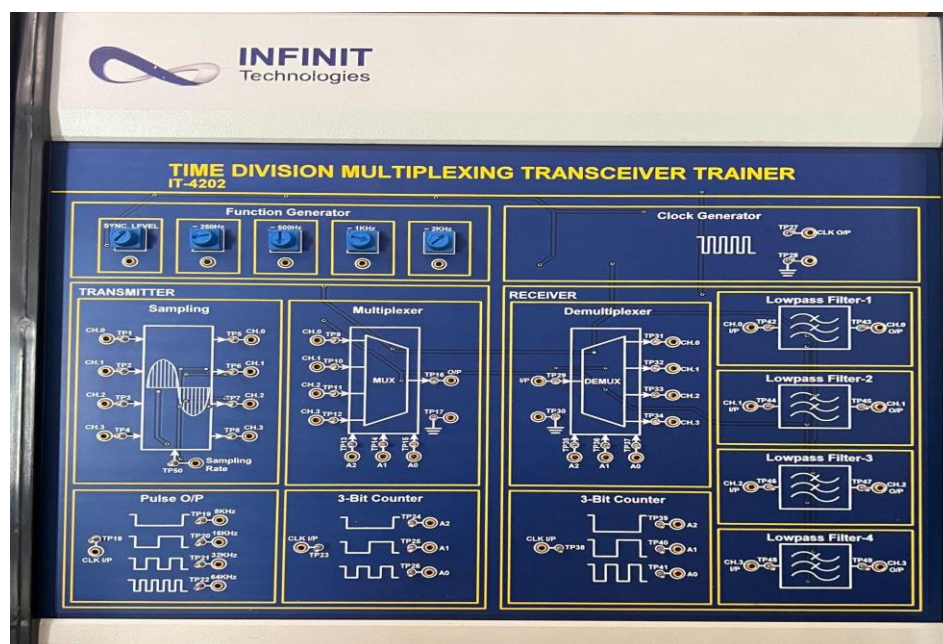 INFINIT
Technologies
TIME DIVISION MULTIPLEXING TRANSCEIVER TRAINER
IT-4202
Function Generator
SYNC. LEVEL
~ 250Hz
~ 500Hz
~ 1KHz
~ 2KHz
Clock Generator
TP27
CLK O/P
TP28
TRANSMITTER
Sampling
CH.0 TP1 TP5 CH.0
CH.1 TP2 TP6 CH.1
CH.2 TP3 TP7 CH.2
CH.3 TP4 TP8 CH.3
TP50
Sampling
Rate
Multiplexer
CH.0 TP9
CH.1 TP10
CH.2 TP11
CH.3 TP12
MUX
TP16 O/P
TP17
TP13 TP14 TP15
A2 A1 A0
RECEIVER
Demultiplexer
I/P TP29
DEMUX
TP30
TP31 CH.0
TP32 CH.1
TP33 CH.2
TP34 CH.3
TP35 TP36 TP37
A2 A1 A0
Lowpass Filter-1
CH.0 I/P TP42 TP43 CH.0 O/P
Lowpass Filter-2
CH.1 I/P TP44 TP45 CH.1 O/P
Lowpass Filter-3
CH.2 I/P TP46 TP47 CH.2 O/P
Lowpass Filter-4
CH.3 I/P TP48 TP49 CH.3 O/P
Pulse O/P
TP18
CLK I/P
TP19 8KHz
TP20 16KHz
TP21 32KHz
TP22 64KHz
3-Bit Counter
CLK I/P
TP23
TP24 A2
TP25 A1
TP26 A0
3-Bit Counter
CLK I/P
TP38
TP39 A2
TP40 A1
TP41 A0